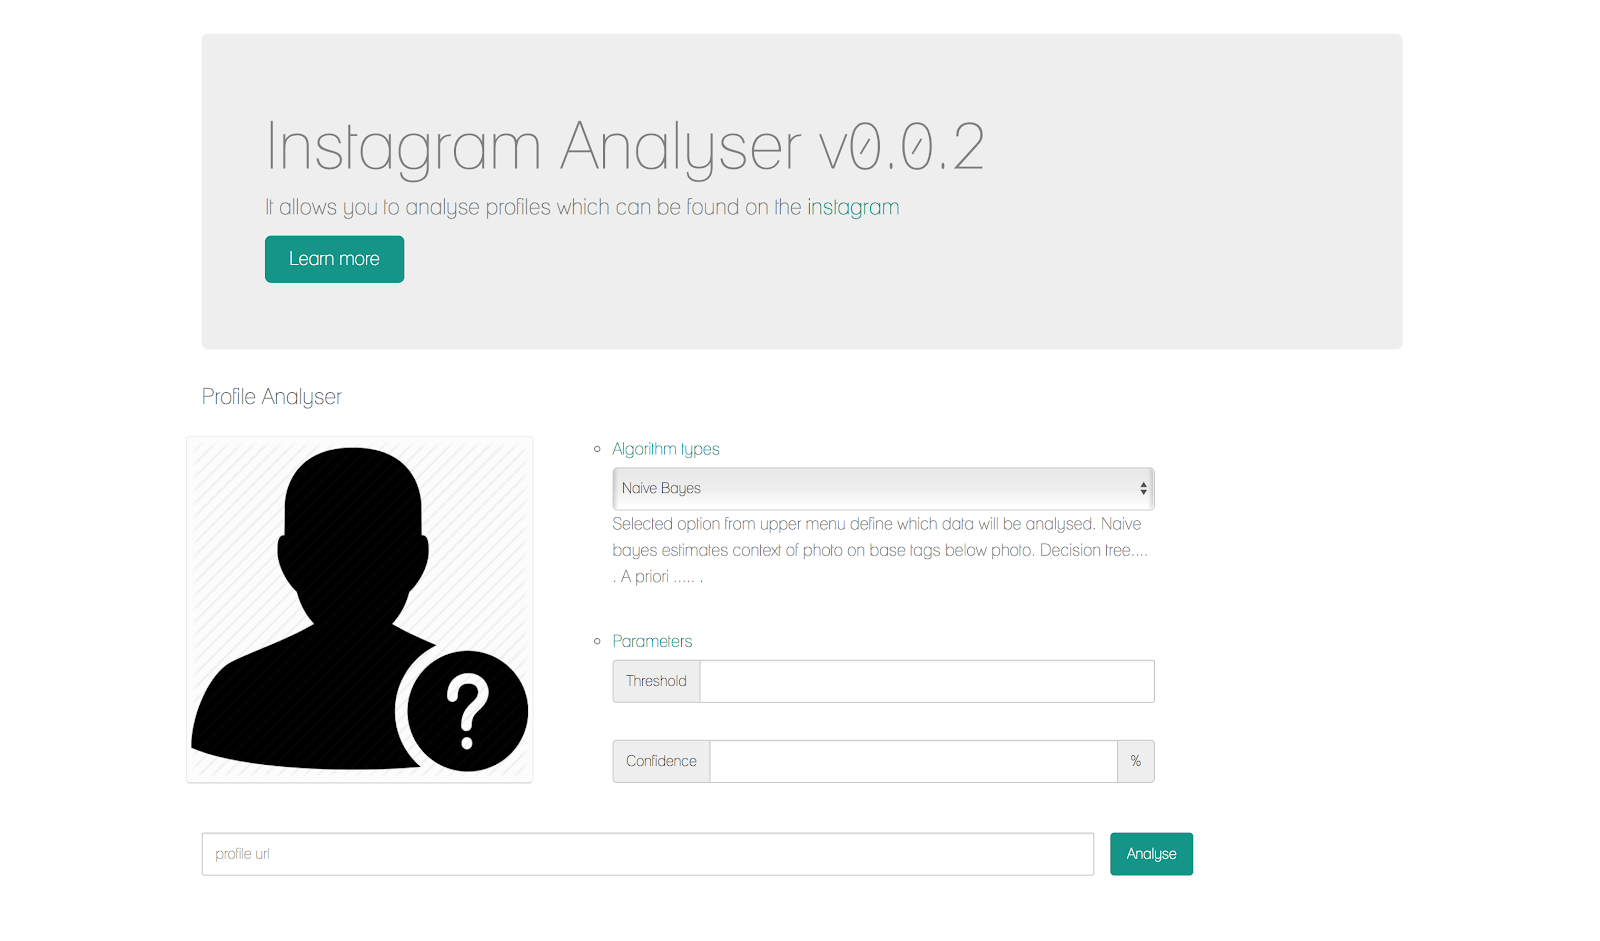 Instagram Analyser v0.0.2
It allows you to analyse profiles which can be found on the instagram
Learn more
Profile Analyser
Algorithm types
Naive Bayes
Selected option from upper menu define which data will be analysed. Naive
bayes estimates context of photo on base tags below photo. Decision tree....
. A priori ..... .
Parameters
Threshold
Confidence
%
?
profile url
Analyse